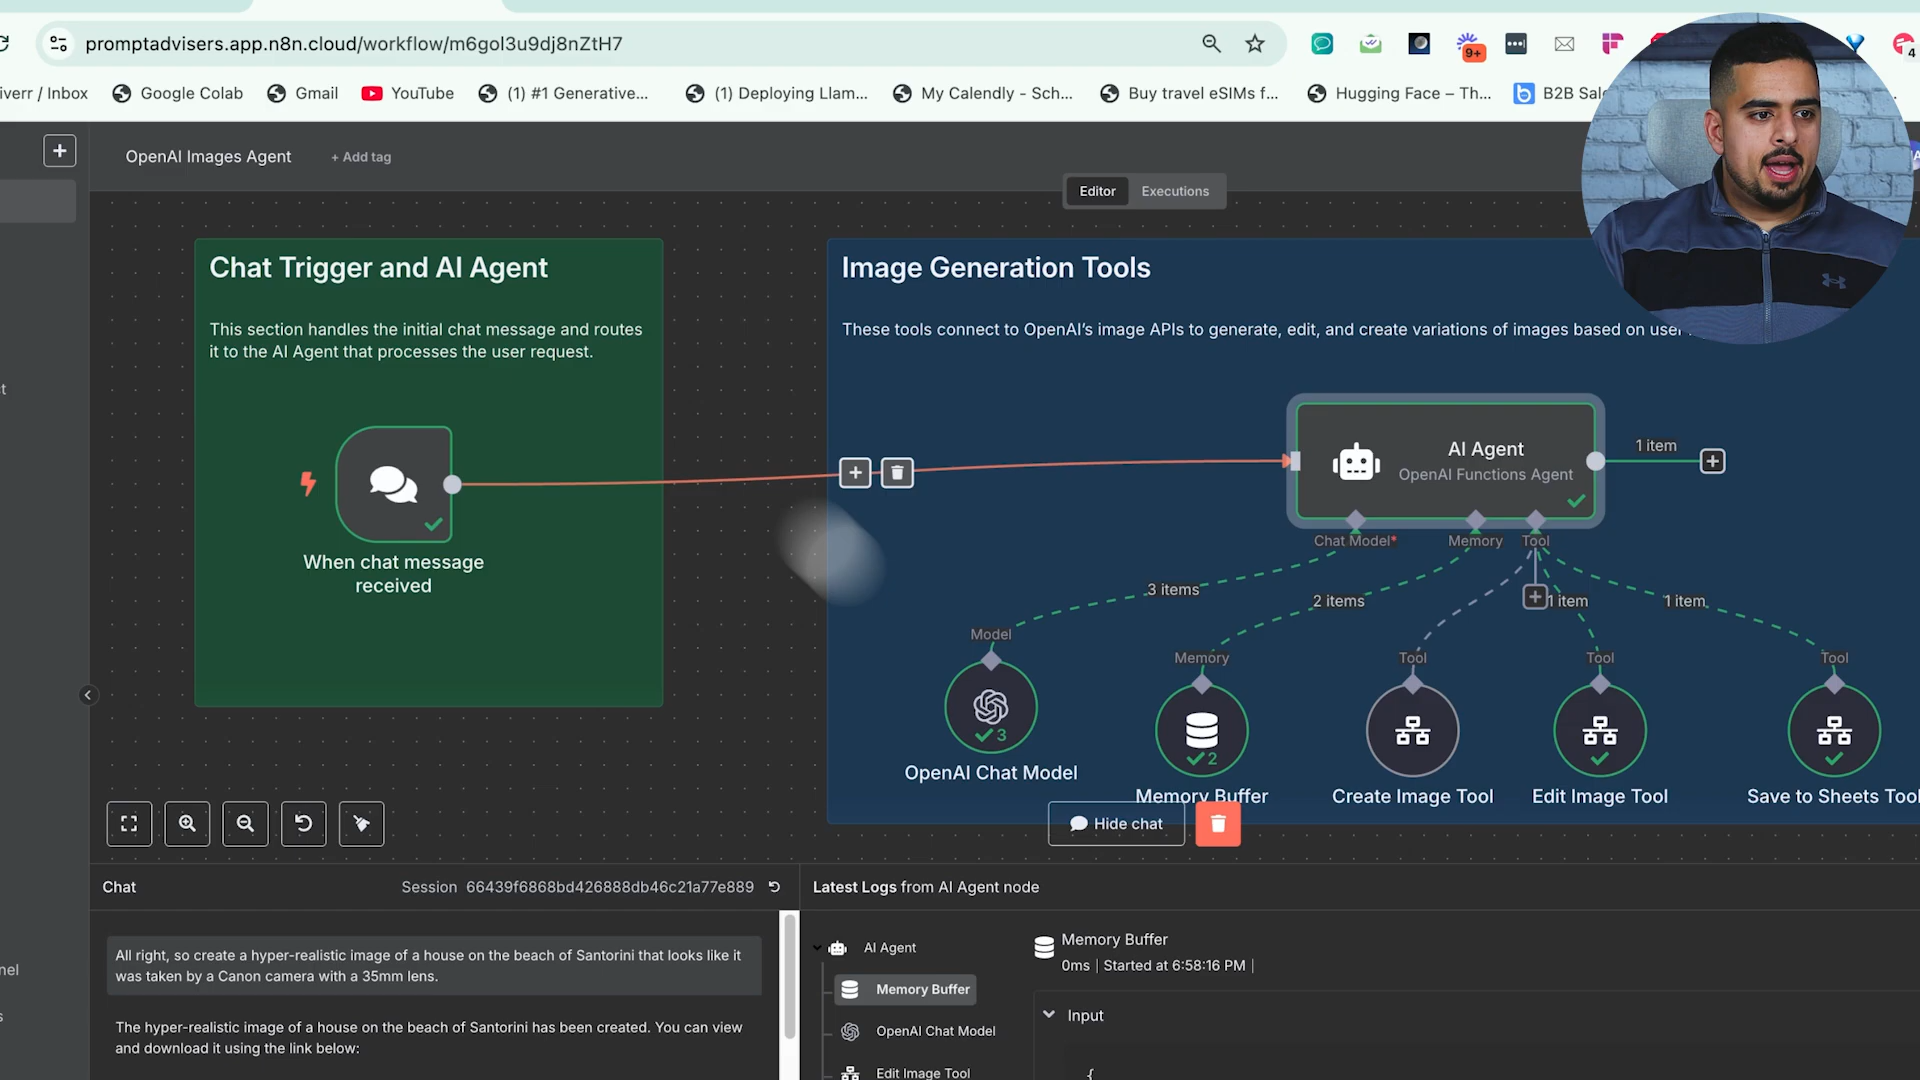 promptadvisers.app.n8n.cloud/workflow/m6gol3u9dj8nZtH7
9+
4
iverr / Inbox
Google Colab
Gmail
YouTube
(1) #1 Generative...
(1) Deploying Llam...
My Calendly - Sch...
Buy travel eSIMs f...
Hugging Face – Th...
B2B Sale
OpenAI Images Agent
+ Add tag
Editor
Executions
Chat Trigger and AI Agent
This section handles the initial chat message and routes
it to the AI Agent that processes the user request.
When chat message
received
Image Generation Tools
These tools connect to OpenAI's image APIs to generate, edit, and create variations of images based on user
AI Agent
OpenAI Functions Agent
1 item
Chat Model*
Memory
Tool
3 items
2 items
1 item
1 item
Model
Memory
Tool
Tool
Tool
3
2
OpenAI Chat Model
Memory Buffer
Create Image Tool
Edit Image Tool
Save to Sheets Tool
Hide chat
Chat
Session 66439f6868bd426888db46c21a77e889
Latest Logs from AI Agent node
All right, so create a hyper-realistic image of a house on the beach of Santorini that looks like it
was taken by a Canon camera with a 35mm lens.
The hyper-realistic image of a house on the beach of Santorini has been created. You can view
and download it using the link below:
AI Agent
Memory Buffer
OpenAI Chat Model
Edit Image Tool
Memory Buffer
0ms | Started at 6:58:16 PM |
Input
{